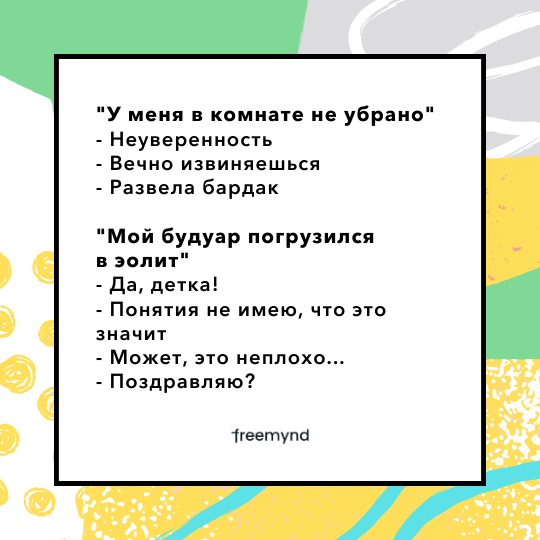 "У меня в комнате не убрано"
- Неуверенность
- Вечно извиняешься
- Развела бардак
"Мой будуар погрузился
в эолит"
- Да, детка!
- Понятия не имею, что это
значит
- Может, это неплохо...
- Поздравляю?
freemynd